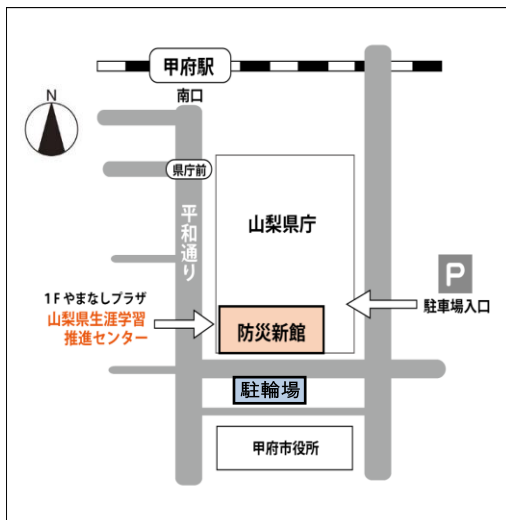 甲府駅
南口
N
県庁前
平和通り
山梨県庁
P
駐車場入口
1F やまなしプラザ
山梨県生涯学習
推進センター
防災新館
駐輪場
甲府市役所